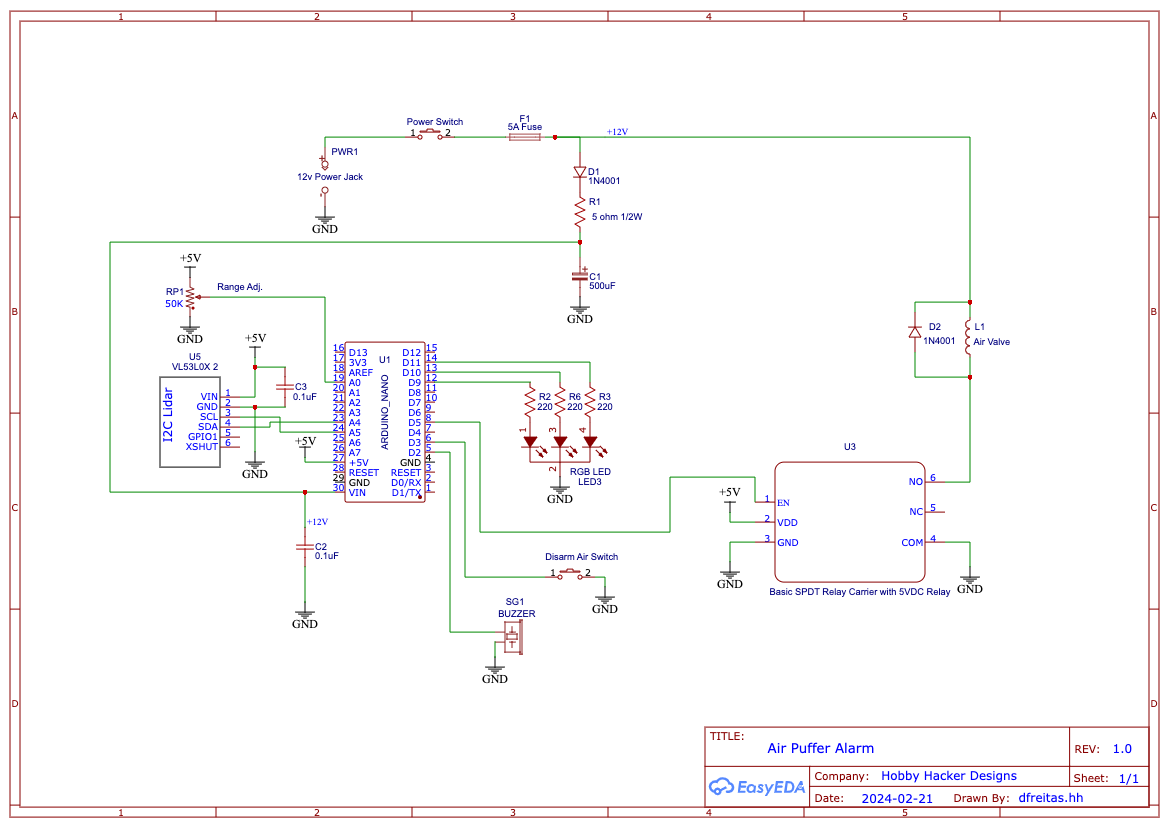 1 2 3 4 5
A A
B B
C C
D D
Power Switch
1 2
F1
5A Fuse
+12V
PWR1
12v Power Jack
GND
D1
1N4001
R1
5 ohm 1/2W
C1
500uF
GND
+5V
RP1
50K
Range Adj.
GND
U5
VL53L0X 2
I2C Lidar
VIN 1
GND 2
SCL 3
SDA 4
GPIO1 5
XSHUT 6
+5V
C3
0.1uF
GND
+5V
U1
ARDUINO_NANO
16 D13 D12 15
17 3V3 D11 14
18 AREF D10 13
19 A0 D9 12
20 A1 D8 11
21 A2 D7 10
22 A3 D6 9
23 A4 D5 8
24 A5 D4 7
25 A6 D3 6
26 A7 D2 5
27 +5V GND 4
28 RESET RESET 3
29 GND D0/RX 2
30 VIN D1/TX 1
+12V
C2
0.1uF
GND
R2
220
R6
220
R3
220
1 3 4
2
RGB LED
LED3
GND
Disarm Air Switch
1 2
GND
SG1
BUZZER
GND
D2
1N4001
L1
Air Valve
U3
+5V
1 EN
2 VDD
3 GND
NO 6
NC 5
COM 4
GND
GND
Basic SPDT Relay Carrier with 5VDC Relay
TITLE:
Air Puffer Alarm
REV: 1.0
EasyEDA
Company: Hobby Hacker Designs
Sheet: 1/1
Date: 2024-02-21 Drawn By: dfreitas.hh
1 2 3 4 5